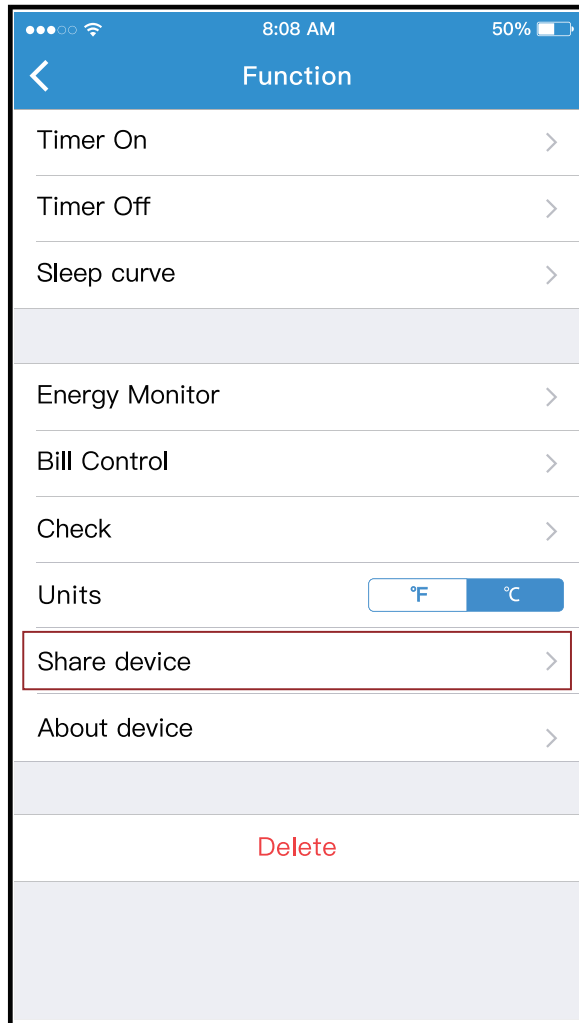 8:08 AM 50%
Function
Timer On
Timer Off
Sleep curve
Energy Monitor
Bill Control
Check
Units °F °C
Share device
About device
Delete